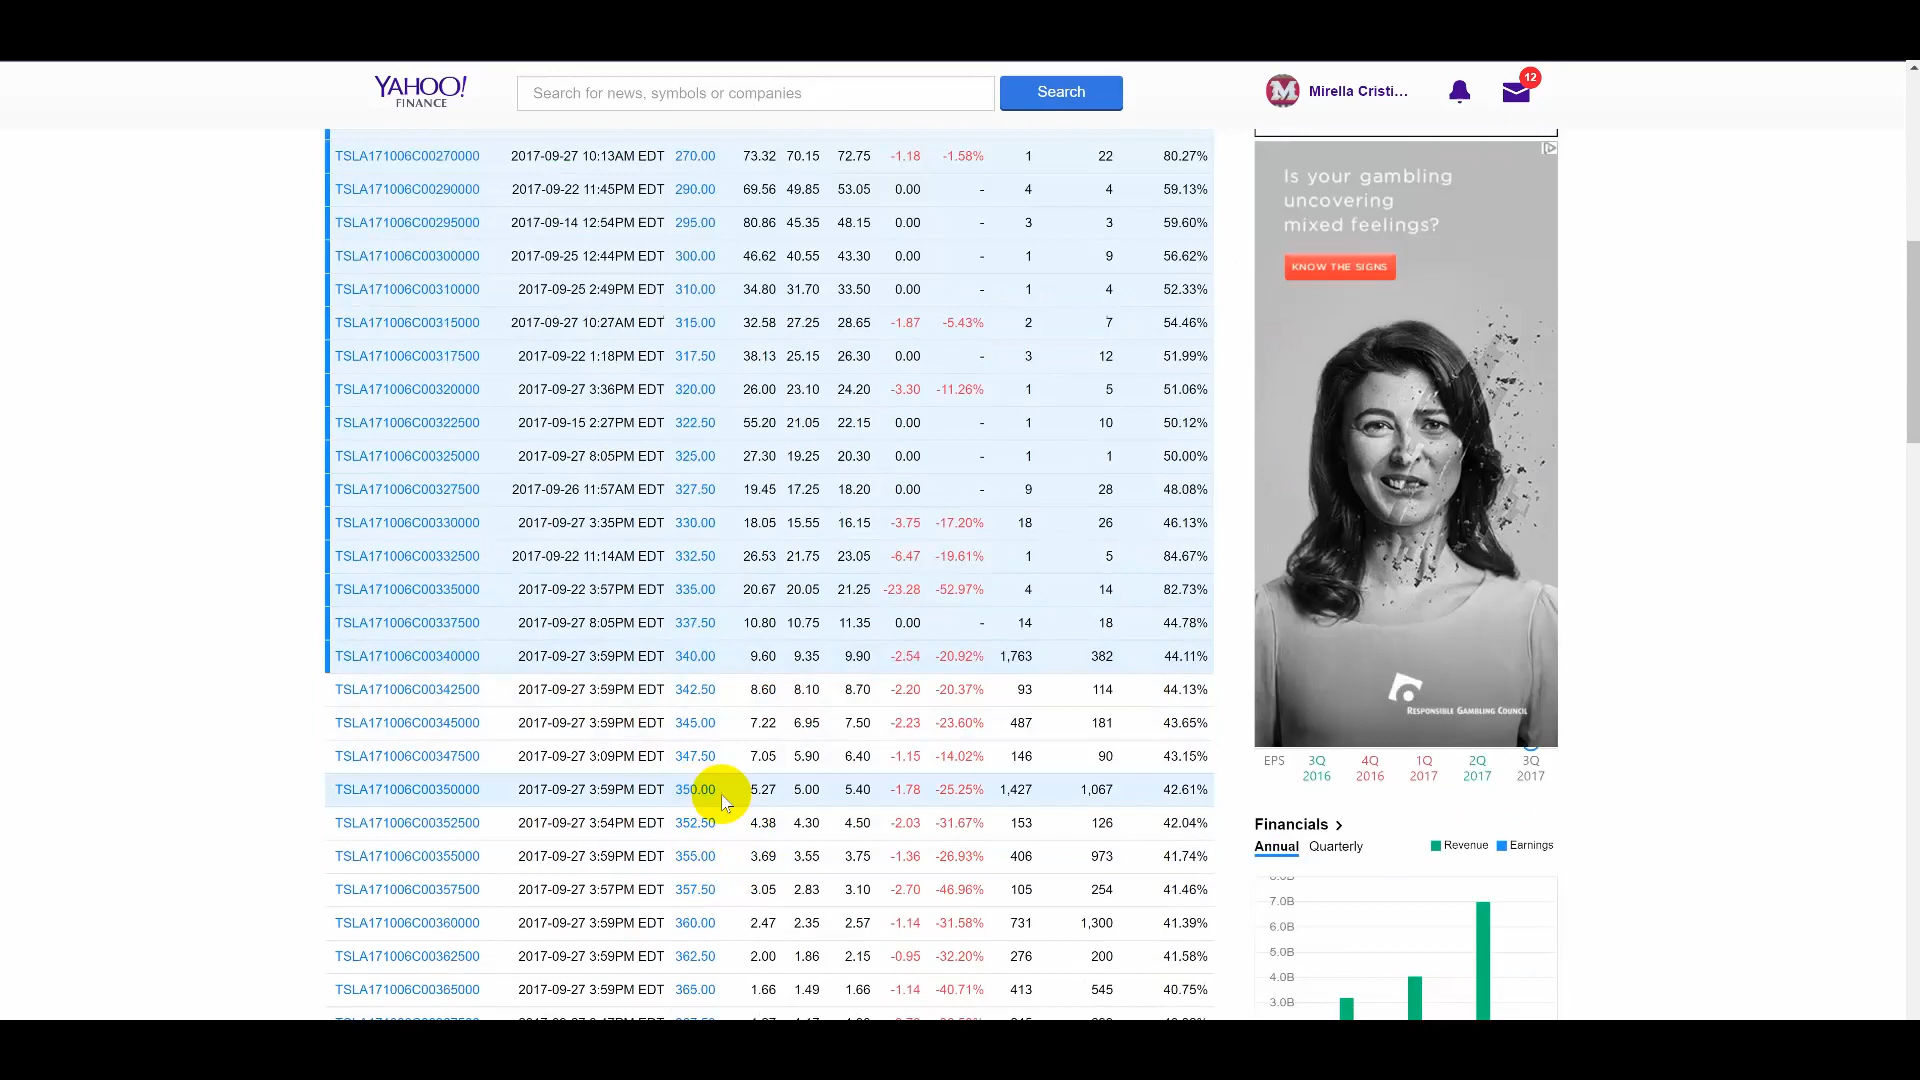 YAHOO!
FINANCE
Search for news, symbols or companies
Search
M
Mirella Cristi...
12
TSLA171006C00270000 2017-09-27 10:13AM EDT 270.00 73.32 70.15 72.75 -1.18 -1.58% 1 22 80.27%
TSLA171006C00290000 2017-09-22 11:45PM EDT 290.00 69.56 49.85 53.05 0.00 - 4 4 59.13%
TSLA171006C00295000 2017-09-14 12:54PM EDT 295.00 80.86 45.35 48.15 0.00 - 3 3 59.60%
TSLA171006C00300000 2017-09-25 12:44PM EDT 300.00 46.62 40.55 43.30 0.00 - 1 9 56.62%
TSLA171006C00310000 2017-09-25 2:49PM EDT 310.00 34.80 31.70 33.50 0.00 - 1 4 52.33%
TSLA171006C00315000 2017-09-27 10:27AM EDT 315.00 32.58 27.25 28.65 -1.87 -5.43% 2 7 54.46%
TSLA171006C00317500 2017-09-22 1:18PM EDT 317.50 38.13 25.15 26.30 0.00 - 3 12 51.99%
TSLA171006C00320000 2017-09-27 3:36PM EDT 320.00 26.00 23.10 24.20 -3.30 -11.26% 1 5 51.06%
TSLA171006C00322500 2017-09-15 2:27PM EDT 322.50 55.20 21.05 22.15 0.00 - 1 10 50.12%
TSLA171006C00325000 2017-09-27 8:05PM EDT 325.00 27.30 19.25 20.30 0.00 - 1 1 50.00%
TSLA171006C00327500 2017-09-26 11:57AM EDT 327.50 19.45 17.25 18.20 0.00 - 9 28 48.08%
TSLA171006C00330000 2017-09-27 3:35PM EDT 330.00 18.05 15.55 16.15 -3.75 -17.20% 18 26 46.13%
TSLA171006C00332500 2017-09-22 11:14AM EDT 332.50 26.53 21.75 23.05 -6.47 -19.61% 1 5 84.67%
TSLA171006C00335000 2017-09-22 3:57PM EDT 335.00 20.67 20.05 21.25 -23.28 -52.97% 4 14 82.73%
TSLA171006C00337500 2017-09-27 8:05PM EDT 337.50 10.80 10.75 11.35 0.00 - 14 18 44.78%
TSLA171006C00340000 2017-09-27 3:59PM EDT 340.00 9.60 9.35 9.90 -2.54 -20.92% 1,763 382 44.11%
TSLA171006C00342500 2017-09-27 3:59PM EDT 342.50 8.60 8.10 8.70 -2.20 -20.37% 93 114 44.13%
TSLA171006C00345000 2017-09-27 3:59PM EDT 345.00 7.22 6.95 7.50 -2.23 -23.60% 487 181 43.65%
TSLA171006C00347500 2017-09-27 3:09PM EDT 347.50 7.05 5.90 6.40 -1.15 -14.02% 146 90 43.15%
TSLA171006C00350000 2017-09-27 3:59PM EDT 350.00 5.27 5.00 5.40 -1.78 -25.25% 1,427 1,067 42.61%
TSLA171006C00352500 2017-09-27 3:54PM EDT 352.50 4.38 4.30 4.50 -2.03 -31.67% 153 126 42.04%
TSLA171006C00355000 2017-09-27 3:59PM EDT 355.00 3.69 3.55 3.75 -1.36 -26.93% 406 973 41.74%
TSLA171006C00357500 2017-09-27 3:57PM EDT 357.50 3.05 2.83 3.10 -2.70 -46.96% 105 254 41.46%
TSLA171006C00360000 2017-09-27 3:59PM EDT 360.00 2.47 2.35 2.57 -1.14 -31.58% 731 1,300 41.39%
TSLA171006C00362500 2017-09-27 3:59PM EDT 362.50 2.00 1.86 2.15 -0.95 -32.20% 276 200 41.58%
TSLA171006C00365000 2017-09-27 3:59PM EDT 365.00 1.66 1.49 1.66 -1.14 -40.71% 413 545 40.75%
Is your gambling
uncovering
mixed feelings?
KNOW THE SIGNS
RESPONSIBLE GAMBLING COUNCIL
EPS 3Q 4Q 1Q 2Q 3Q
2016 2016 2017 2017 2017
Financials >
Annual Quarterly
Revenue Earnings
8.0B
7.0B
6.0B
5.0B
4.0B
3.0B